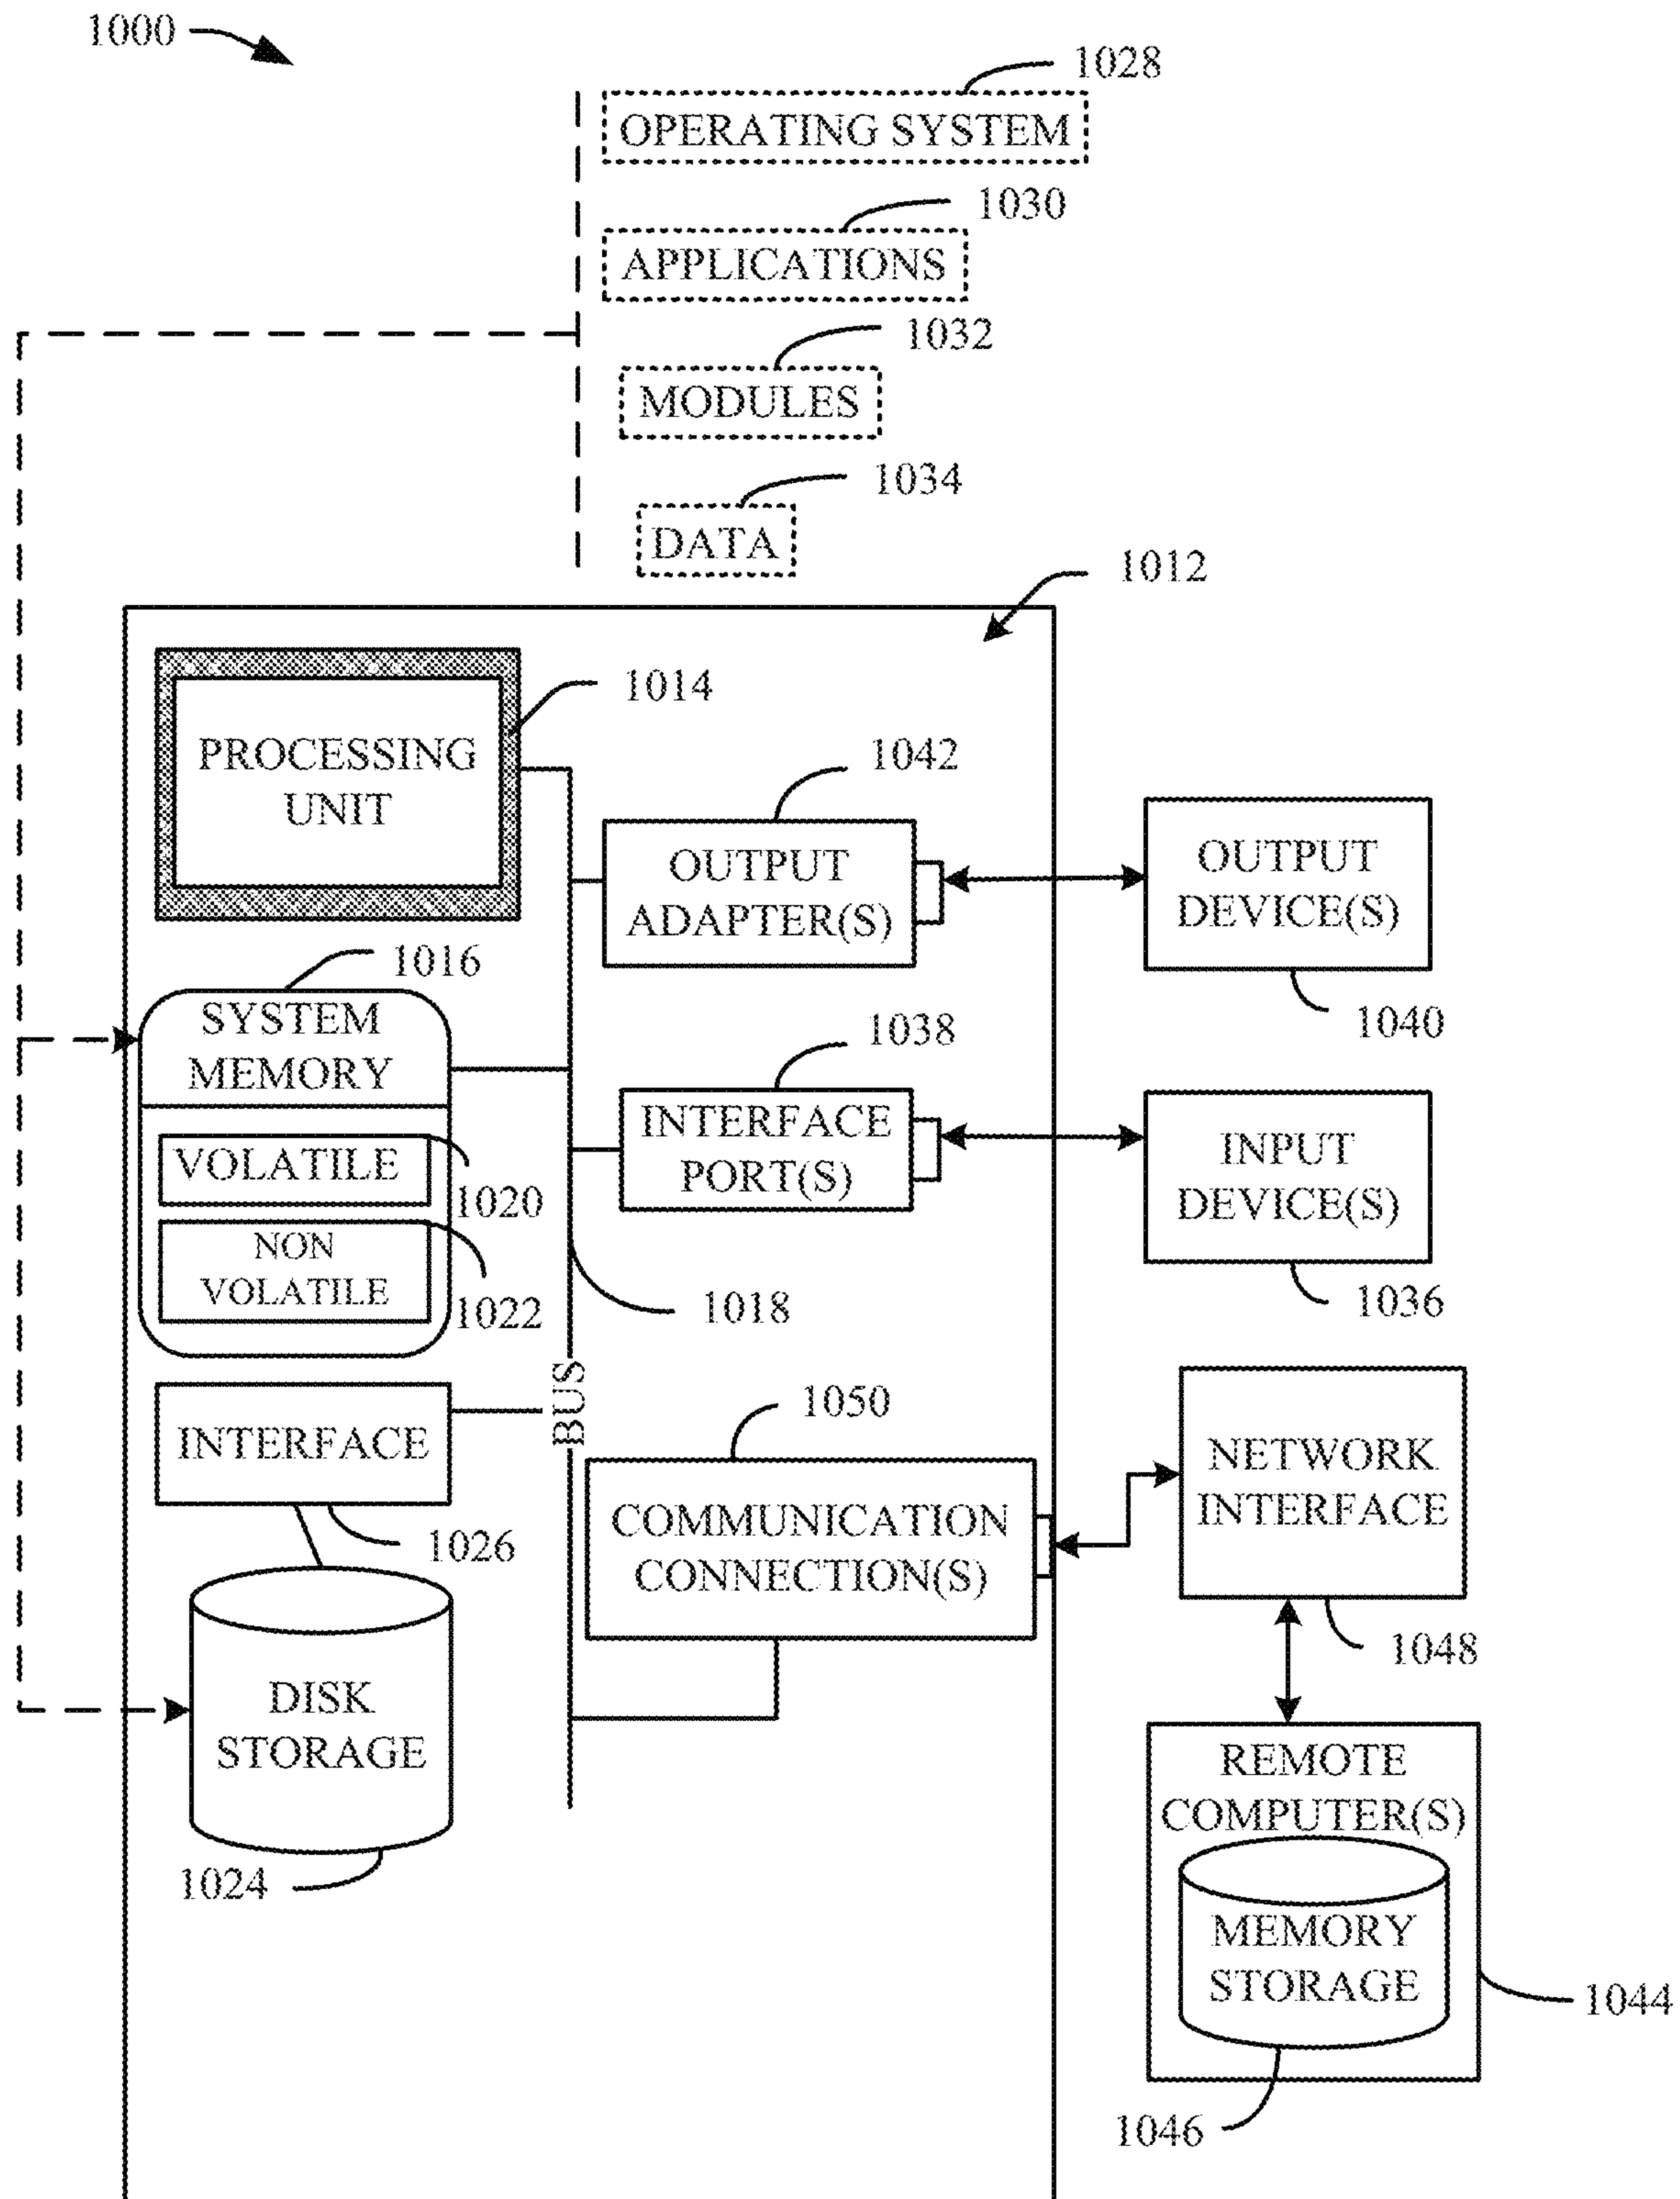 1000
1028
OPERATING SYSTEM
1030
APPLICATIONS
1032
MODULES
1034
DATA
1012
1014
PROCESSING
UNIT
1042
OUTPUT
ADAPTER(S)
OUTPUT
DEVICE(S)
1040
1016
SYSTEM
MEMORY
VOLATILE
1020
NON
VOLATILE
1022
1038
INTERFACE
PORT(S)
INPUT
DEVICE(S)
1036
1018
BUS
INTERFACE
1026
1050
COMMUNICATION
CONNECTION(S)
NETWORK
INTERFACE
1048
DISK
STORAGE
1024
REMOTE
COMPUTER(S)
MEMORY
STORAGE
1044
1046